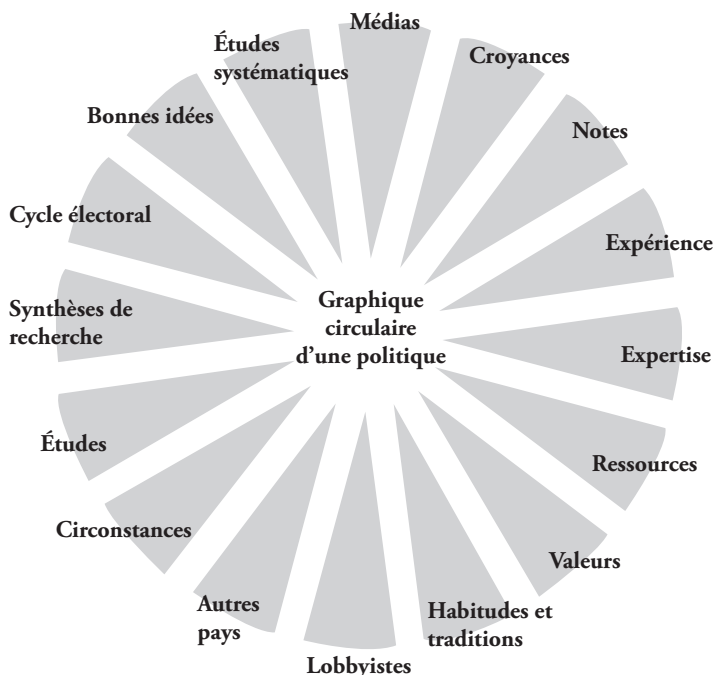 Médias
Croyances
Notes
Expérience
Expertise
Ressources
Valeurs
Habitudes et
traditions
Lobbyistes
Autres
pays
Circonstances
Études
Synthèses de
recherche
Cycle électoral
Bonnes idées
Études
systématiques
Graphique
circulaire
d'une politique